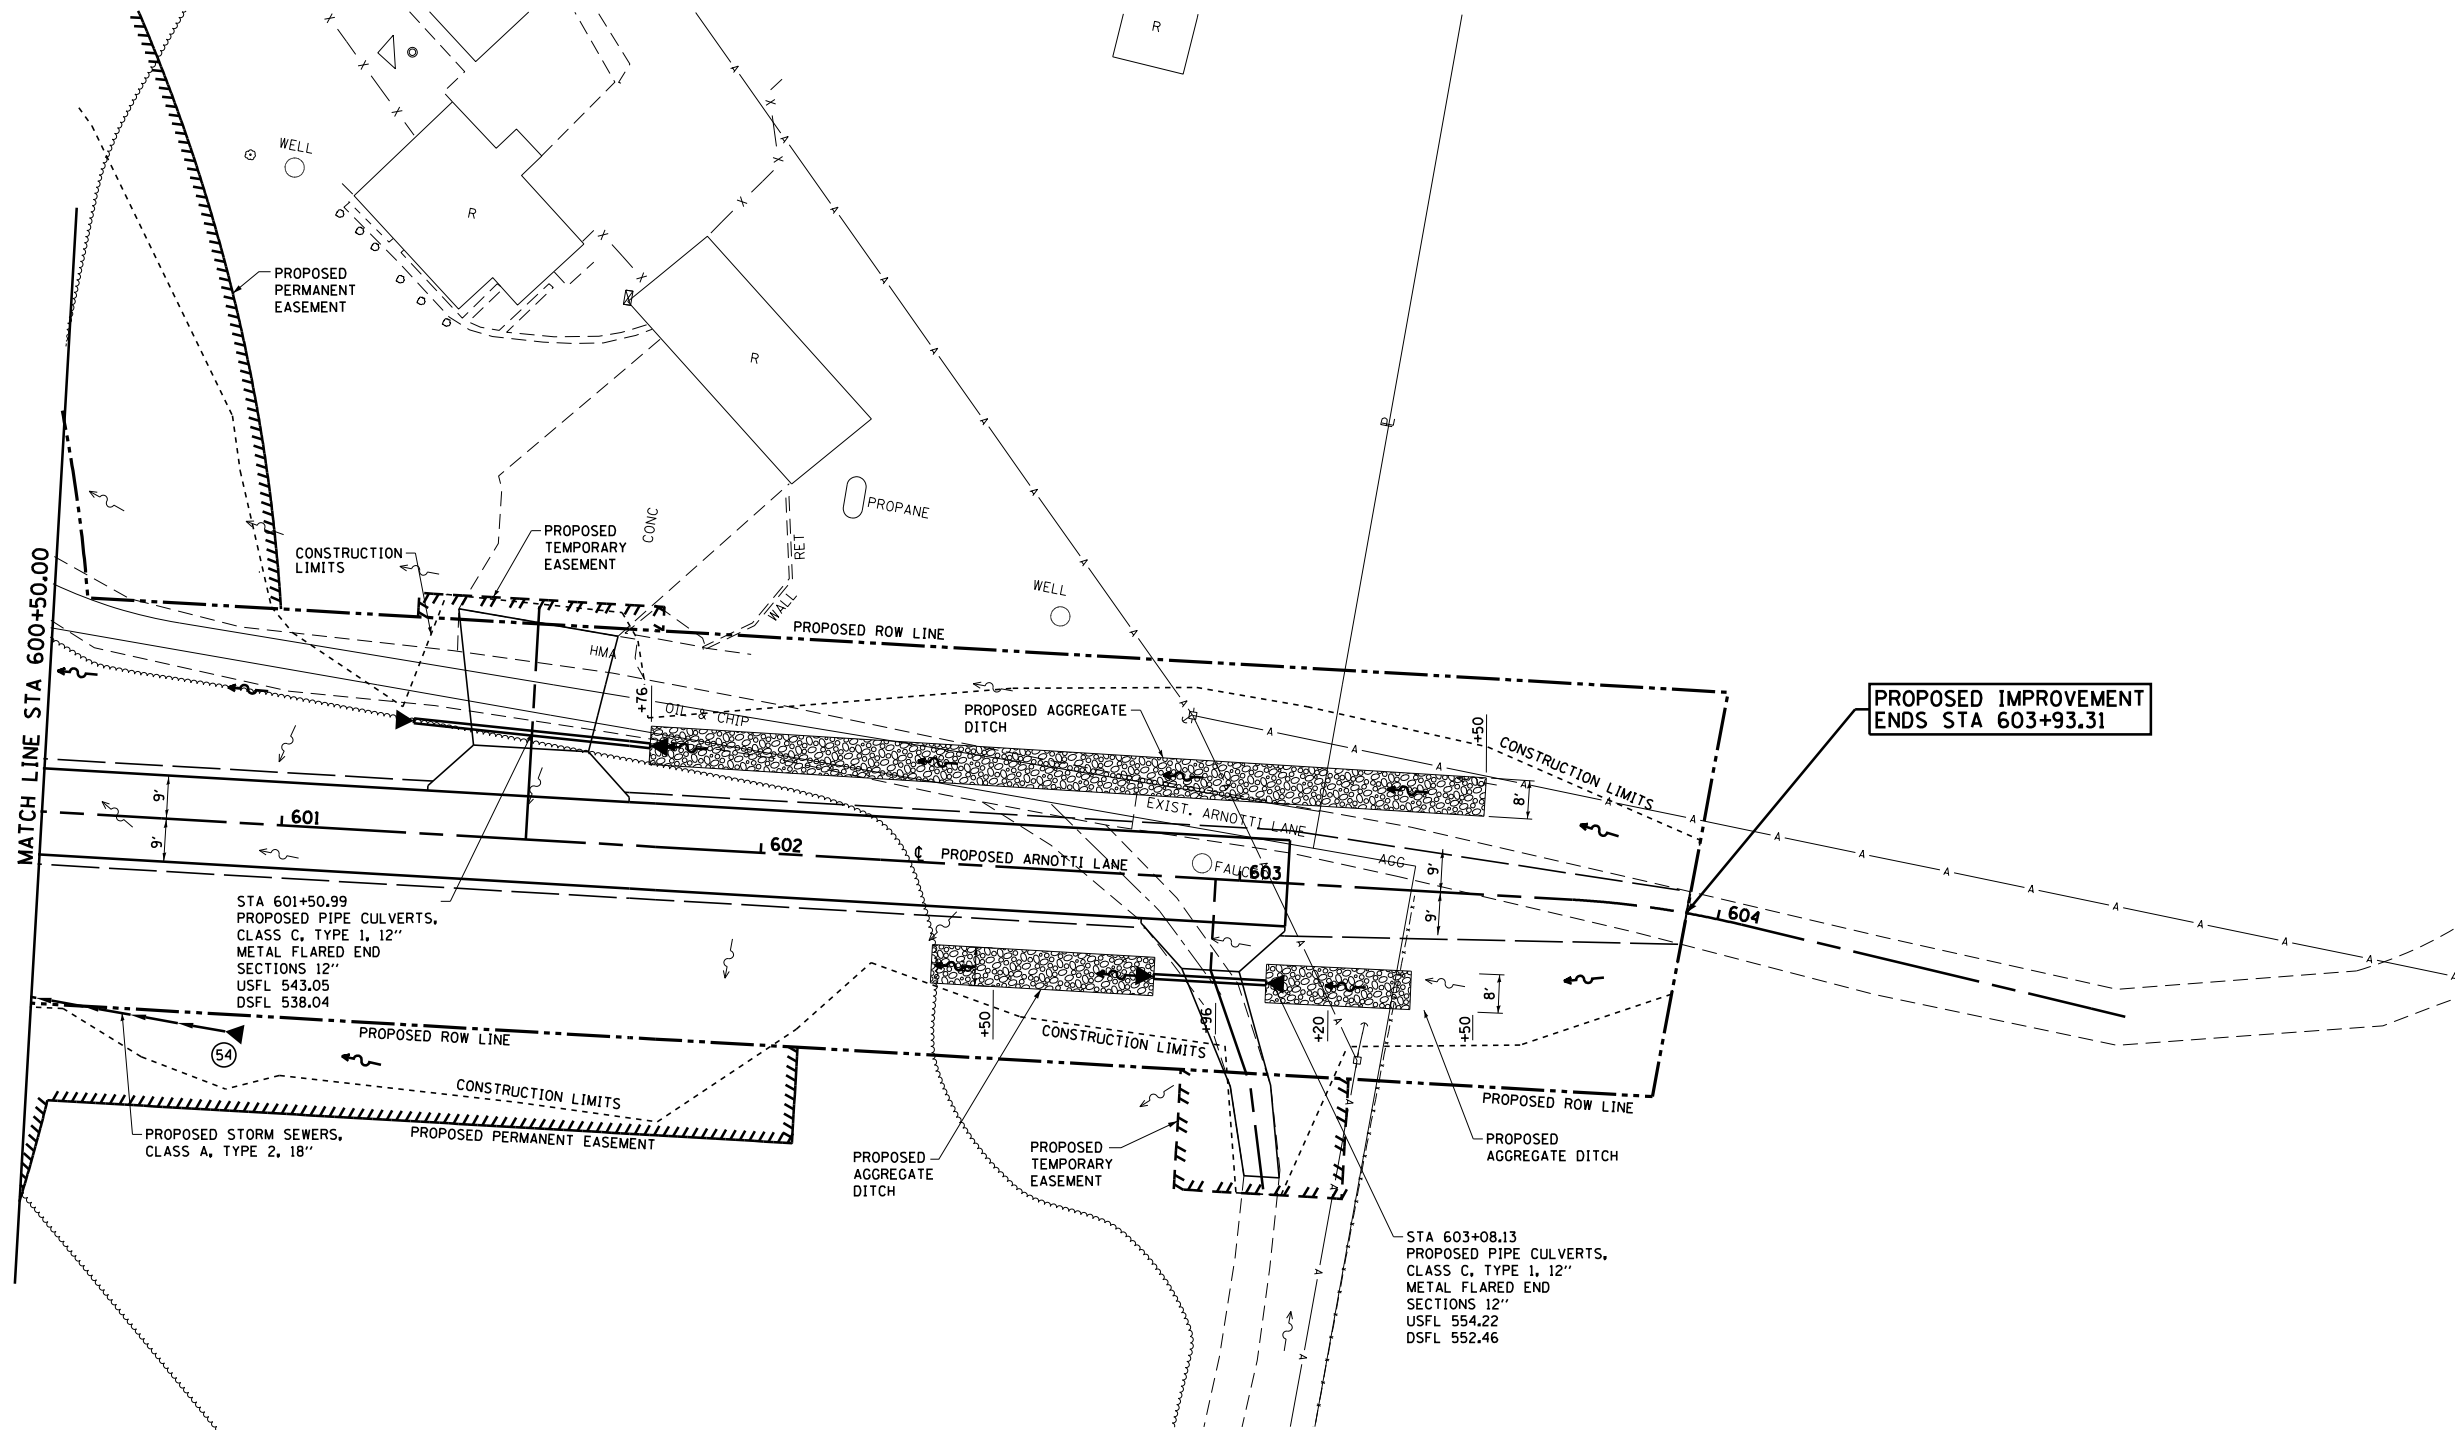 R
WELL
R
PROPOSED
PERMANENT
EASEMENT
R
PROPANE
CONC
PROPOSED
TEMPORARY
EASEMENT
RET
WALL
CONSTRUCTION
LIMITS
MATCH LINE STA 600+50.00
WELL
PROPOSED ROW LINE
HMA
+76
OIL & CHIP
PROPOSED AGGREGATE
DITCH
+50
CONSTRUCTION LIMITS
PROPOSED IMPROVEMENT
ENDS STA 603+93.31
8'
EXIST. ARNOTTI LANE
9'
9'
601
602
℄ PROPOSED ARNOTTI LANE
FAUCET
603
AGG
9'
9'
604
STA 601+50.99
PROPOSED PIPE CULVERTS,
CLASS C, TYPE 1, 12"
METAL FLARED END
SECTIONS 12"
USFL 543.05
DSFL 538.04
PROPOSED ROW LINE
54
+50
CONSTRUCTION LIMITS
+96
+20
+50
8'
CONSTRUCTION LIMITS
PROPOSED PERMANENT EASEMENT
PROPOSED STORM SEWERS,
CLASS A, TYPE 2, 18"
PROPOSED
AGGREGATE
DITCH
PROPOSED
TEMPORARY
EASEMENT
PROPOSED ROW LINE
PROPOSED
AGGREGATE DITCH
STA 603+08.13
PROPOSED PIPE CULVERTS,
CLASS C, TYPE 1, 12"
METAL FLARED END
SECTIONS 12"
USFL 554.22
DSFL 552.46